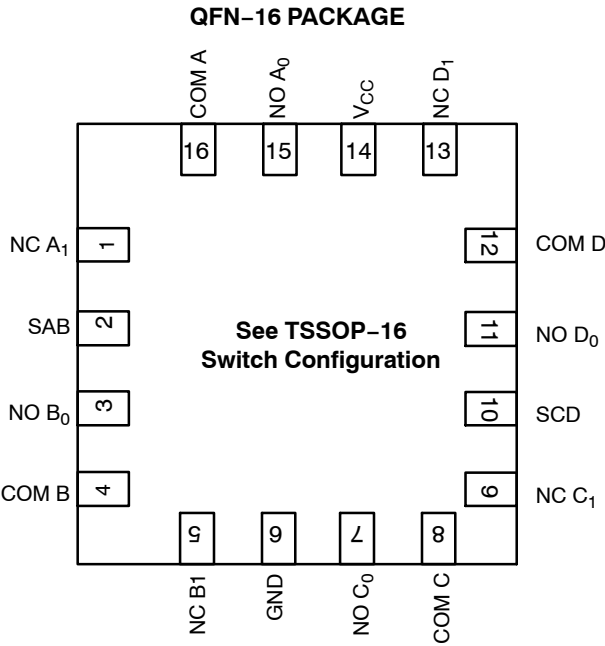 QFN–16 PACKAGE
COM A
NO A₀
V_CC
NC D₁
16
15
14
13
NC A₁
1
12
COM D
SAB
2
See TSSOP–16
Switch Configuration
11
NO D₀
NO B₀
3
10
SCD
COM B
4
9
NC C₁
5
6
7
8
NC B1
GND
NO C₀
COM C